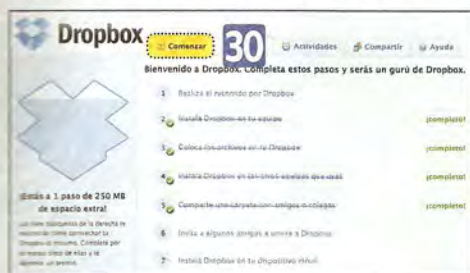 Dropbox
Comenzar
30
Actividades
Compartir
Ayuda
Bienvenido a Dropbox. Completa estos pasos y serás un gurú de Dropbox.
1 Realiza el recorrido por Dropbox
2 Instala Dropbox en tu equipo ¡completo!
3 Coloca los archivos en tu Dropbox ¡completo!
4 Instala Dropbox en los otros equipos que usas ¡completo!
5 Comparte una carpeta con amigos o colegas ¡completo!
6 Invita a algunos amigos a unirse a Dropbox
7 Instala Dropbox en tu dispositivo móvil
¡Estás a 1 paso de 250 MB
de espacio extra!